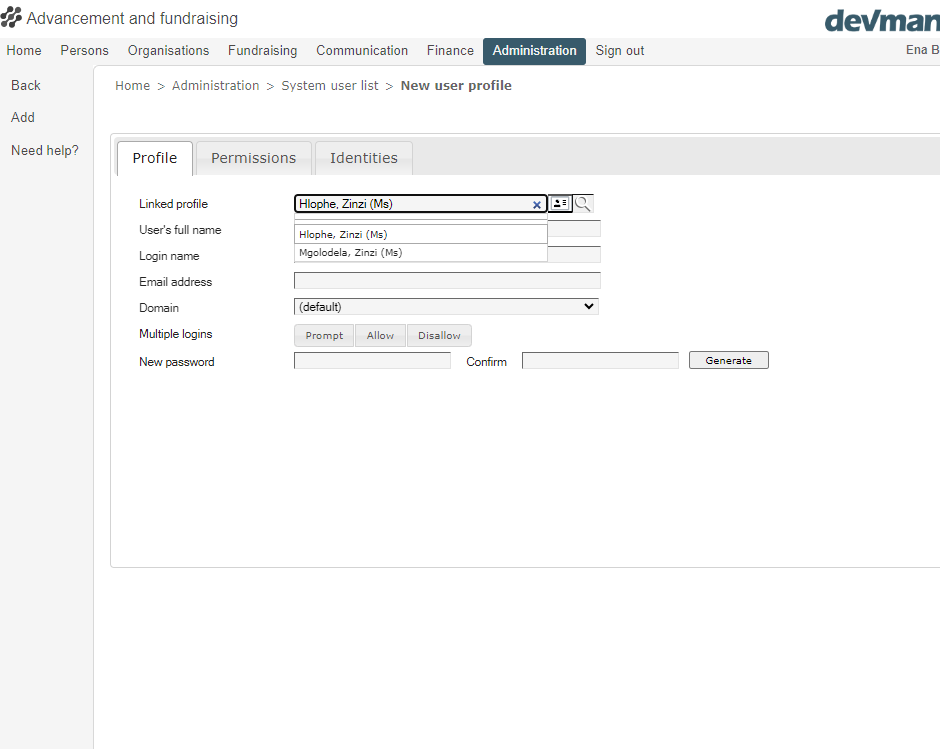 Advancement and fundraising
devman
Home Persons Organisations Fundraising Communication Finance Administration Sign out Ena B
Back
Add
Need help?
Home > Administration > System user list > New user profile
Profile Permissions Identities
Linked profile Hlophe, Zinzi (Ms) ×
User's full name
Hlophe, Zinzi (Ms)
Login name
Mgolodela, Zinzi (Ms)
Email address
Domain (default)
Multiple logins Prompt Allow Disallow
New password Confirm Generate